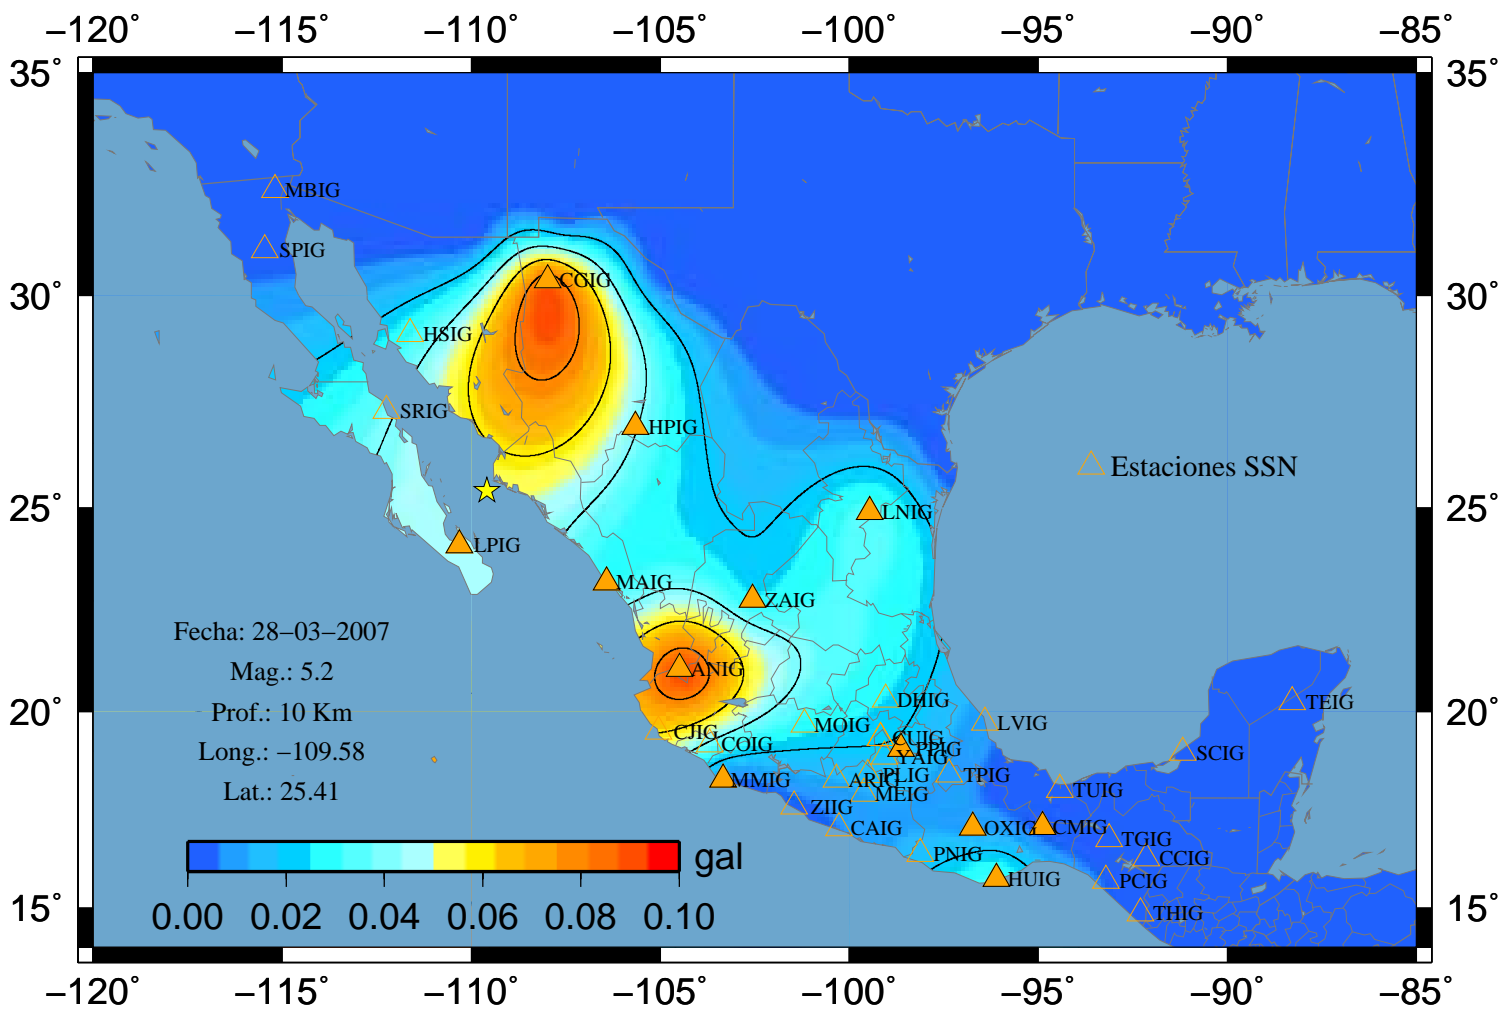 −120° −115° −110° −105° −100° −95° −90° −85°
35° 35°
MBIG
SPIG
CGIG
30° 30°
HSIG
SRIG
HPIG
Estaciones SSN
25° 25°
LNIG
LPIG
MAIG
ZAIG
Fecha: 28−03−2007
Mag.: 5.2
ANIG
DHIG
TEIG
Prof.: 10 Km
20° 20°
MOIG
LVIG
CJIG
CUIG
COIG
PPIG
Long.: −109.58
YAIG
SCIG
PLIG
TPIG
MMIG
ARIG
Lat.: 25.41
MEIG
TUIG
ZIIG
CAIG
OXIG
CMIG
TGIG
PNIG
CCIG
gal
HUIG
PCIG
15° 15°
THIG
0.00 0.02 0.04 0.06 0.08 0.10
−120° −115° −110° −105° −100° −95° −90° −85°